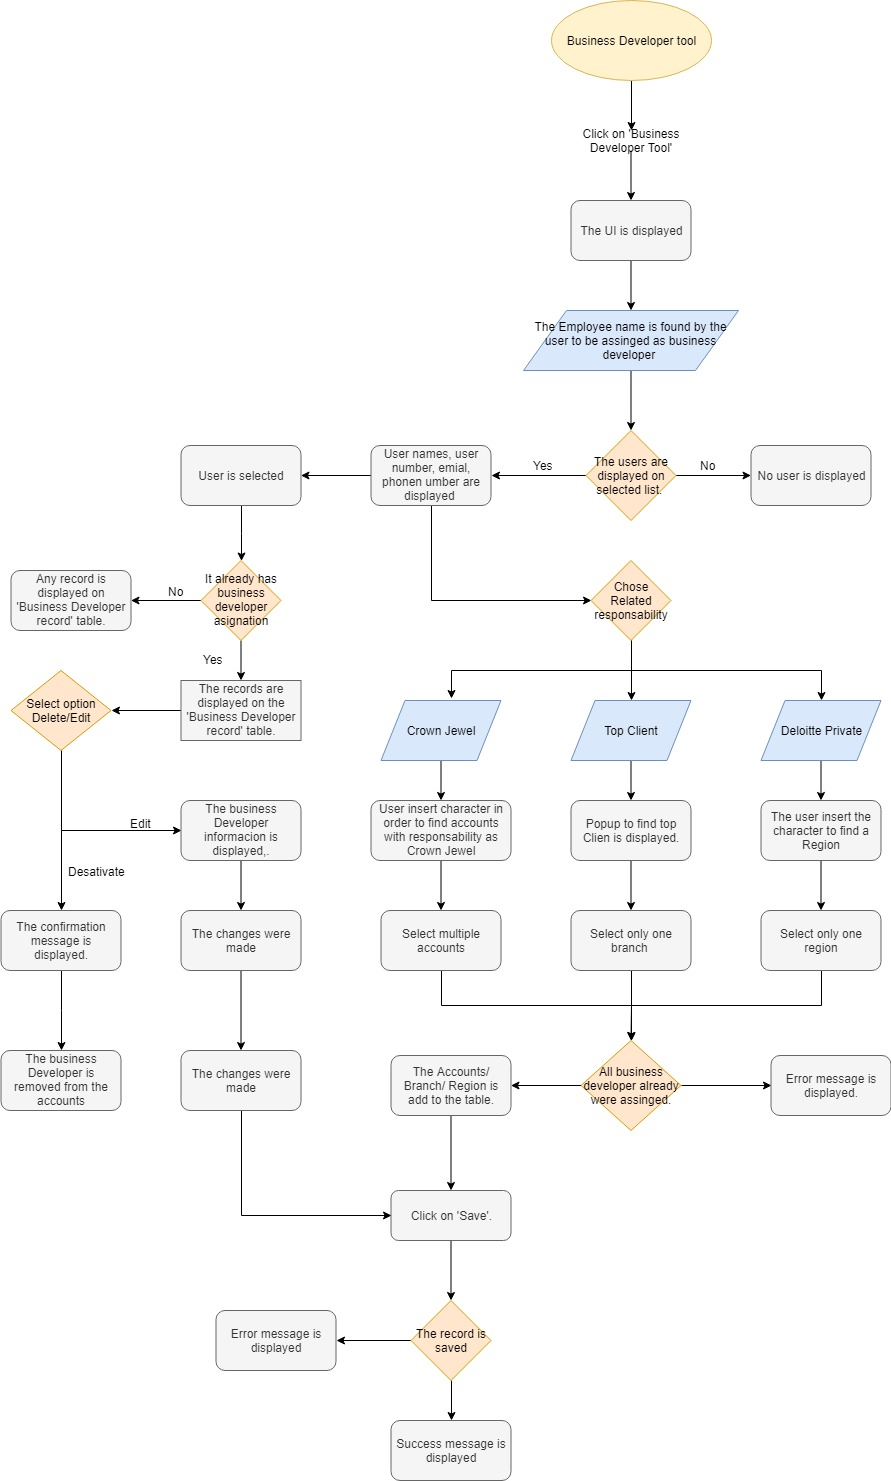 Business Developer tool
Click on 'Business
Developer Tool'
The UI is displayed
The Employee name is found by the
user to be assinged as business
developer
The users are
displayed on
selected list.
Yes
No
No user is displayed
User names, user
number, emial,
phonen umber are
displayed
User is selected
It already has
business
developer
asignation
No
Any record is
displayed on
'Business Developer
record' table.
Yes
The records are
displayed on the
'Business Developer
record' table.
Select option
Delete/Edit
Edit
Desativate
The business
Developer
informacion is
displayed,.
The confirmation
message is
displayed.
The changes were
made
The business
Developer is
removed from the
accounts
The changes were
made
Chose
Related
responsability
Crown Jewel
Top Client
Deloitte Private
User insert character in
order to find accounts
with responsability as
Crown Jewel
Popup to find top
Clien is displayed.
The user insert the
character to find a
Region
Select multiple
accounts
Select only one
branch
Select only one
region
All business
developer already
were assinged.
The Accounts/
Branch/ Region is
add to the table.
Error message is
displayed.
Click on 'Save'.
The record is
saved
Error message is
displayed
Success message is
displayed